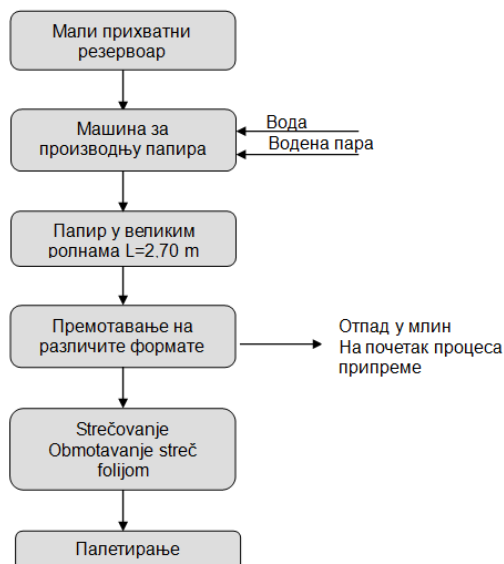 Мали прихватни
резервоар
Машина за
производњу папира
Вода
Водена пара
Папир у великим
ролнама L=2,70 m
Премотавање на
различите формате
Отпад у млин
На почетак процеса
припреме
Strečovanje
Obmotavanje streč
folijom
Палетирање